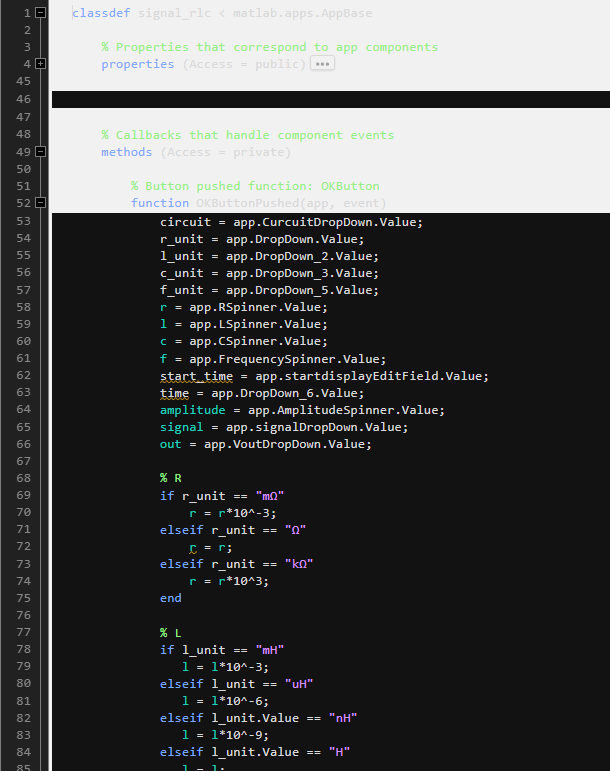 1 classdef signal_rlc < matlab.apps.AppBase
2
3 % Properties that correspond to app components
4 properties (Access = public) ...
45
46
47
48 % Callbacks that handle component events
49 methods (Access = private)
50
51 % Button pushed function: OKButton
52 function OKButtonPushed(app, event)
53 circuit = app.CurcuitDropDown.Value;
54 r_unit = app.DropDown.Value;
55 l_unit = app.DropDown_2.Value;
56 c_unit = app.DropDown_3.Value;
57 f_unit = app.DropDown_5.Value;
58 r = app.RSpinner.Value;
59 l = app.LSpinner.Value;
60 c = app.CSpinner.Value;
61 f = app.FrequencySpinner.Value;
62 start_time = app.startdisplayEditField.Value;
63 time = app.DropDown_6.Value;
64 amplitude = app.AmplitudeSpinner.Value;
65 signal = app.signalDropDown.Value;
66 out = app.VoutDropDown.Value;
67
68 % R
69 if r_unit == "mΩ"
70 r = r*10^-3;
71 elseif r_unit == "Ω"
72 r = r;
73 elseif r_unit == "kΩ"
74 r = r*10^3;
75 end
76
77 % L
78 if l_unit == "mH"
79 l = l*10^-3;
80 elseif l_unit == "uH"
81 l = l*10^-6;
82 elseif l_unit.Value == "nH"
83 l = l*10^-9;
84 elseif l_unit.Value == "H"
85 l = l;